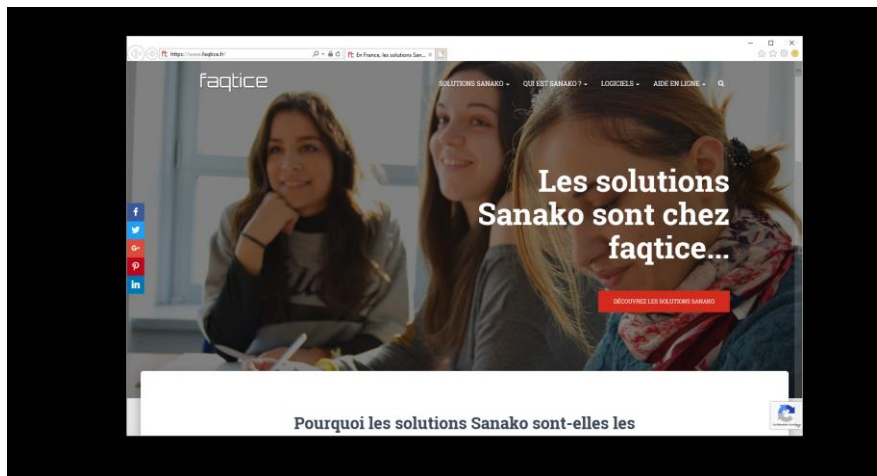 https://www.faqtice.fr/
En France, les solutions San...
faqtice
SOLUTIONS SANAKO
QUI EST SANAKO ?
LOGICIELS
AIDE EN LIGNE
Les solutions
Sanako sont chez
faqtice...
DÉCOUVREZ LES SOLUTIONS SANAKO
f
G+
in
Pourquoi les solutions Sanako sont-elles les